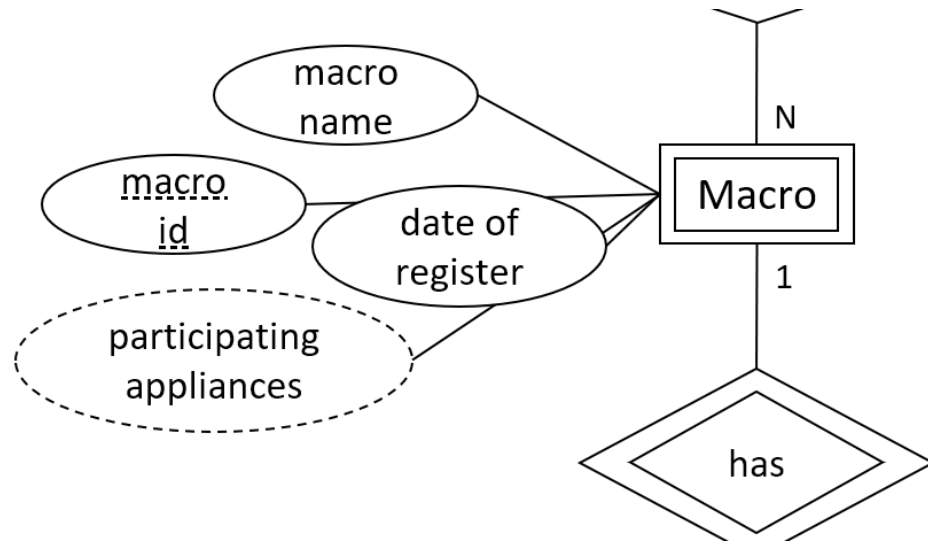 macro
name
N
macro
id
Macro
date of
register
1
participating
appliances
has